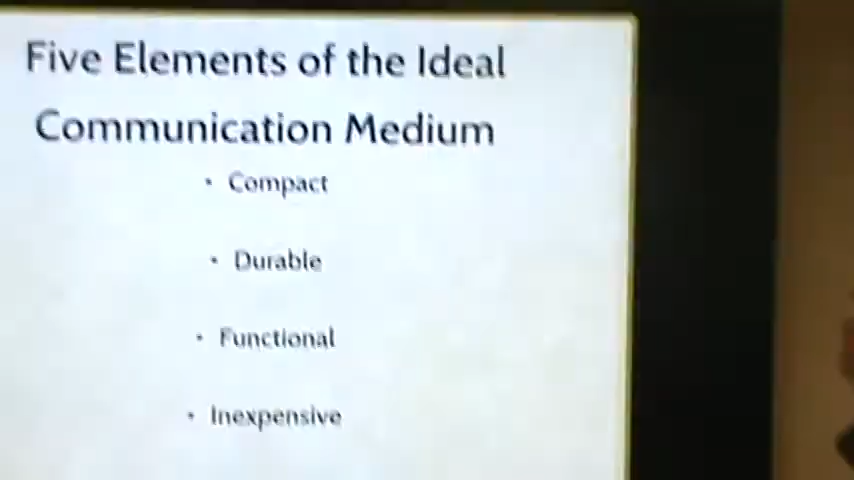 Five Elements of the Ideal
Communication Medium
• Compact
• Durable
• Functional
• Inexpensive